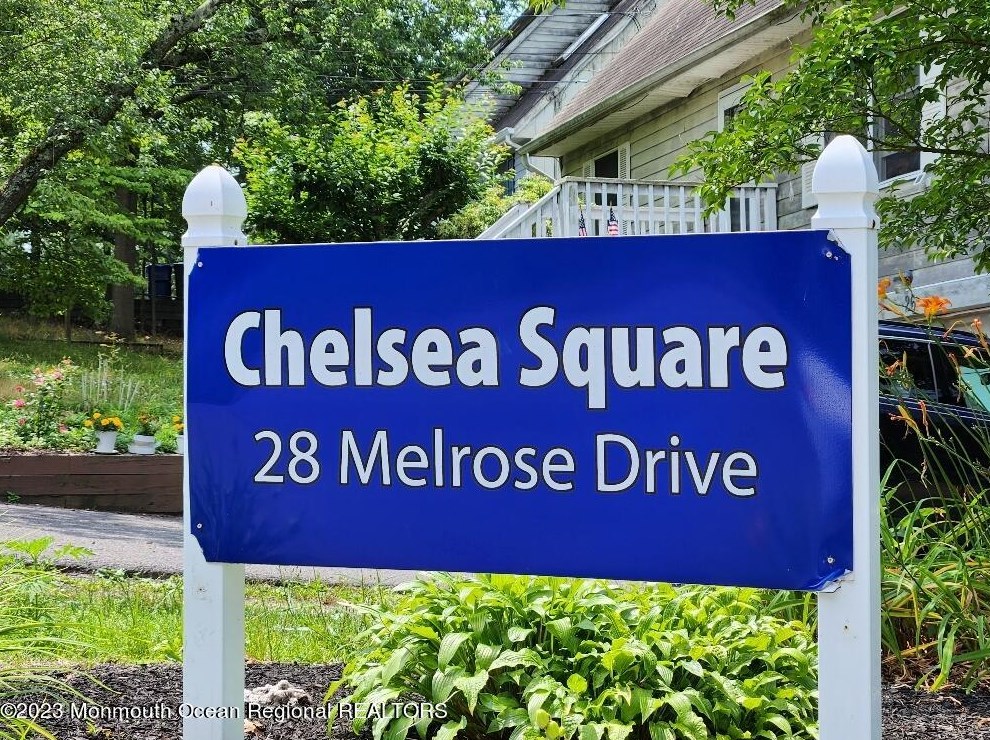 Chelsea Square
28 Melrose Drive
©2023 Monmouth Ocean Regional REALTORS